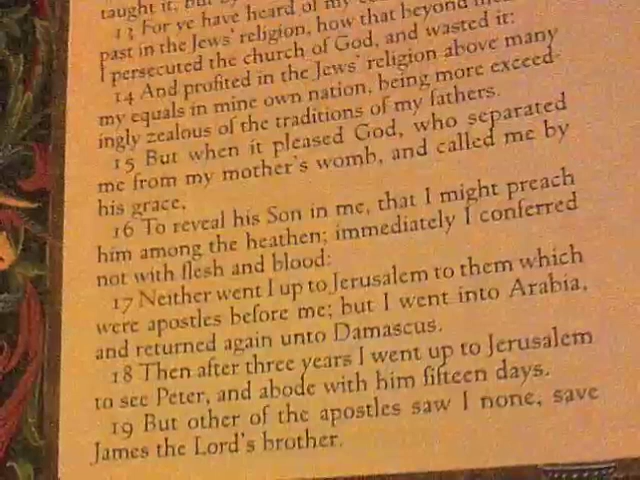 taught it, but by
13 For ye have heard of my
past in the Jews' religion, how that beyond
I persecuted the church of God, and wasted it:
14 And profited in the Jews' religion above many
my equals in mine own nation, being more exceed-
ingly zealous of the traditions of my fathers.
15 But when it pleased God, who separated
me from my mother's womb, and called me by
his grace,
16 To reveal his Son in me, that I might preach
him among the heathen; immediately I conferred
not with flesh and blood:
17 Neither went I up to Jerusalem to them which
were apostles before me; but I went into Arabia,
and returned again unto Damascus.
18 Then after three years I went up to Jerusalem
to see Peter, and abode with him fifteen days.
19 But other of the apostles saw I none, save
James the Lord's brother.